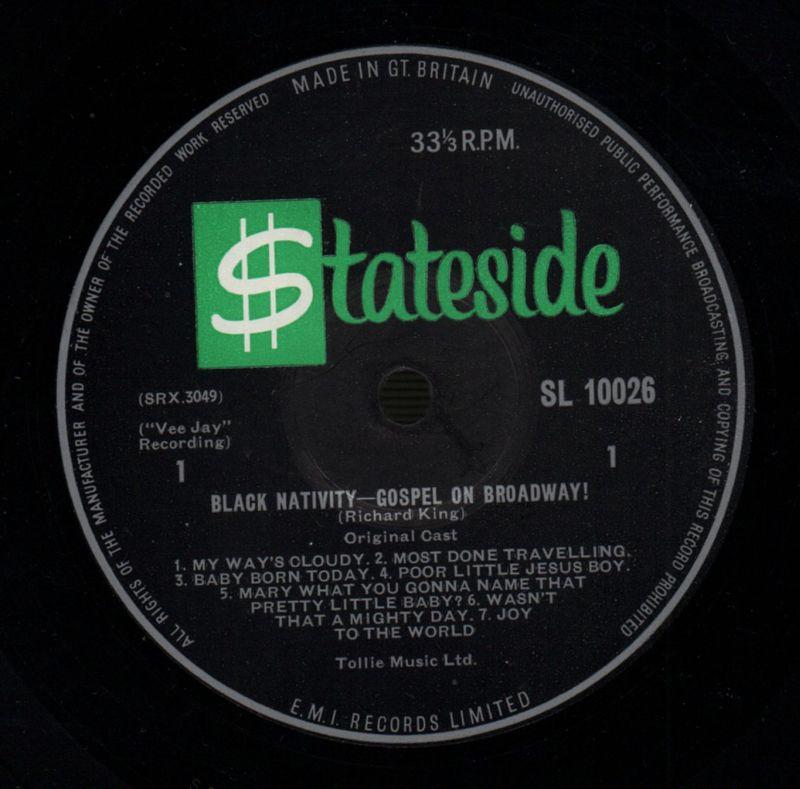 MADE IN GT. BRITAIN
UNAUTHORISED PUBLIC PERFORMANCE BROADCASTING AND COPYING OF THIS RECORD PROHIBITED
E.M.I. RECORDS LIMITED
ALL RIGHTS OF THE MANUFACTURER AND OF THE OWNER OF THE RECORDED WORK RESERVED
33⅓ R.P.M.
$tateside
(SRX.3049)
SL 10026
("Vee Jay"
Recording)
1
1
BLACK NATIVITY—GOSPEL ON BROADWAY!
(Richard King)
Original Cast
1. MY WAY'S CLOUDY. 2. MOST DONE TRAVELLING.
3. BABY BORN TODAY. 4. POOR LITTLE JESUS BOY.
5. MARY WHAT YOU GONNA NAME THAT
PRETTY LITTLE BABY? 6. WASN'T
THAT A MIGHTY DAY. 7. JOY
TO THE WORLD
Tollie Music Ltd.